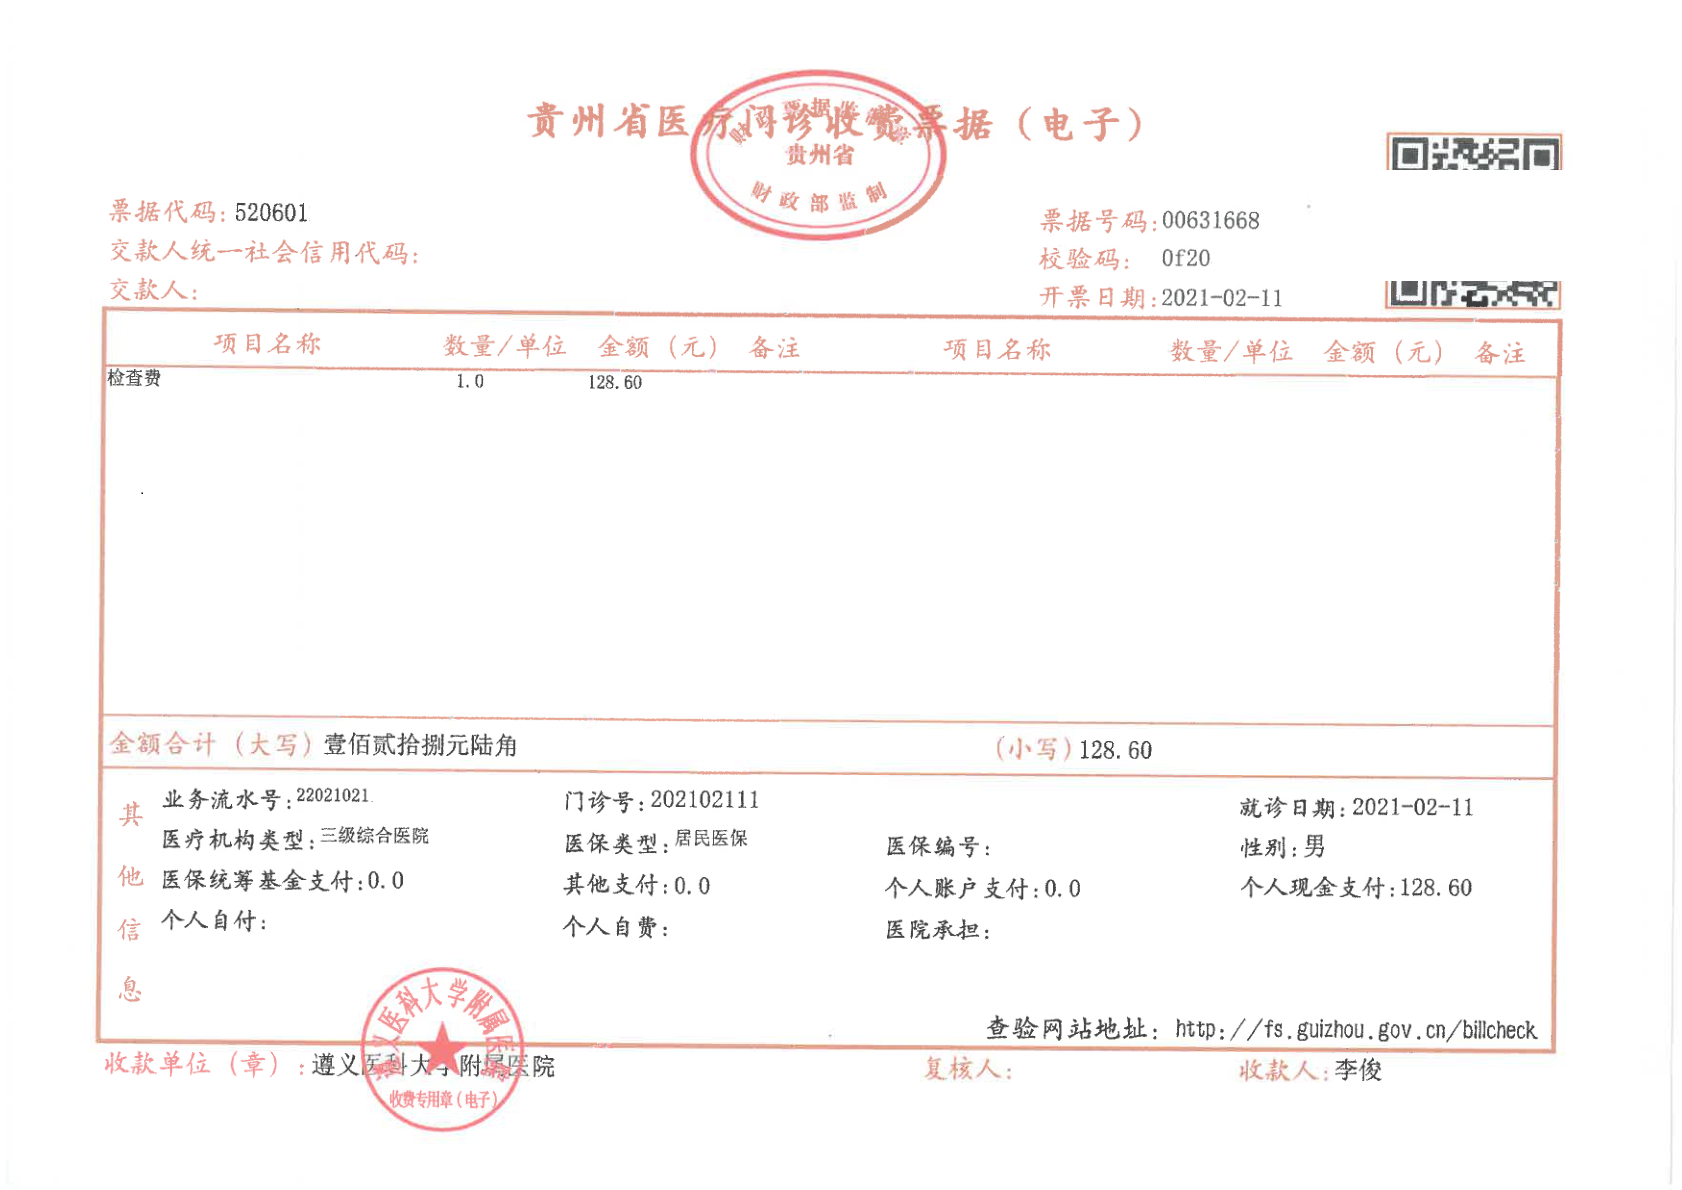 贵州省医疗门诊收费票据（电子）
贵州省
财政部监制
票据代码: 520601
票据号码:00631668
交款人统一社会信用代码:
校验码: 0f20
交款人:
开票日期:2021-02-11
项目名称 数量/单位 金额（元） 备注 项目名称 数量/单位 金额（元） 备注
检查费 1.0 128.60
金额合计（大写）壹佰贰拾捌元陆角 （小写）128.60
其他信息
业务流水号:22021021 门诊号:202102111 就诊日期:2021-02-11
医疗机构类型:三级综合医院 医保类型:居民医保 医保编号: 性别:男
医保统筹基金支付:0.0 其他支付:0.0 个人账户支付:0.0 个人现金支付:128.60
个人自付: 个人自费: 医院承担:
查验网站地址: http://fs.guizhou.gov.cn/billcheck
收款单位（章）:遵义医科大学附属医院 复核人: 收款人:李俊
遵义医科大学附属医院
收费专用章(电子)